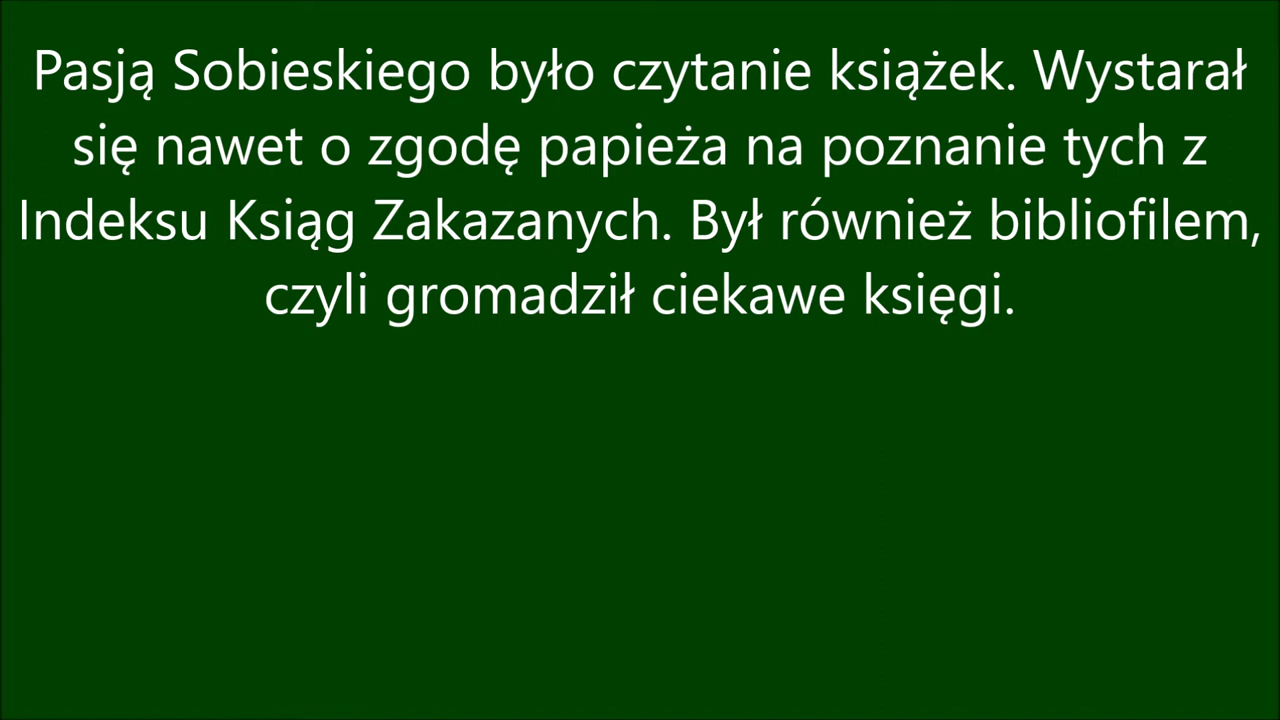 Pasją Sobieskiego było czytanie książek. Wystarał
się nawet o zgodę papieża na poznanie tych z
Indeksu Ksiąg Zakazanych. Był również bibliofilem,
czyli gromadził ciekawe księgi.